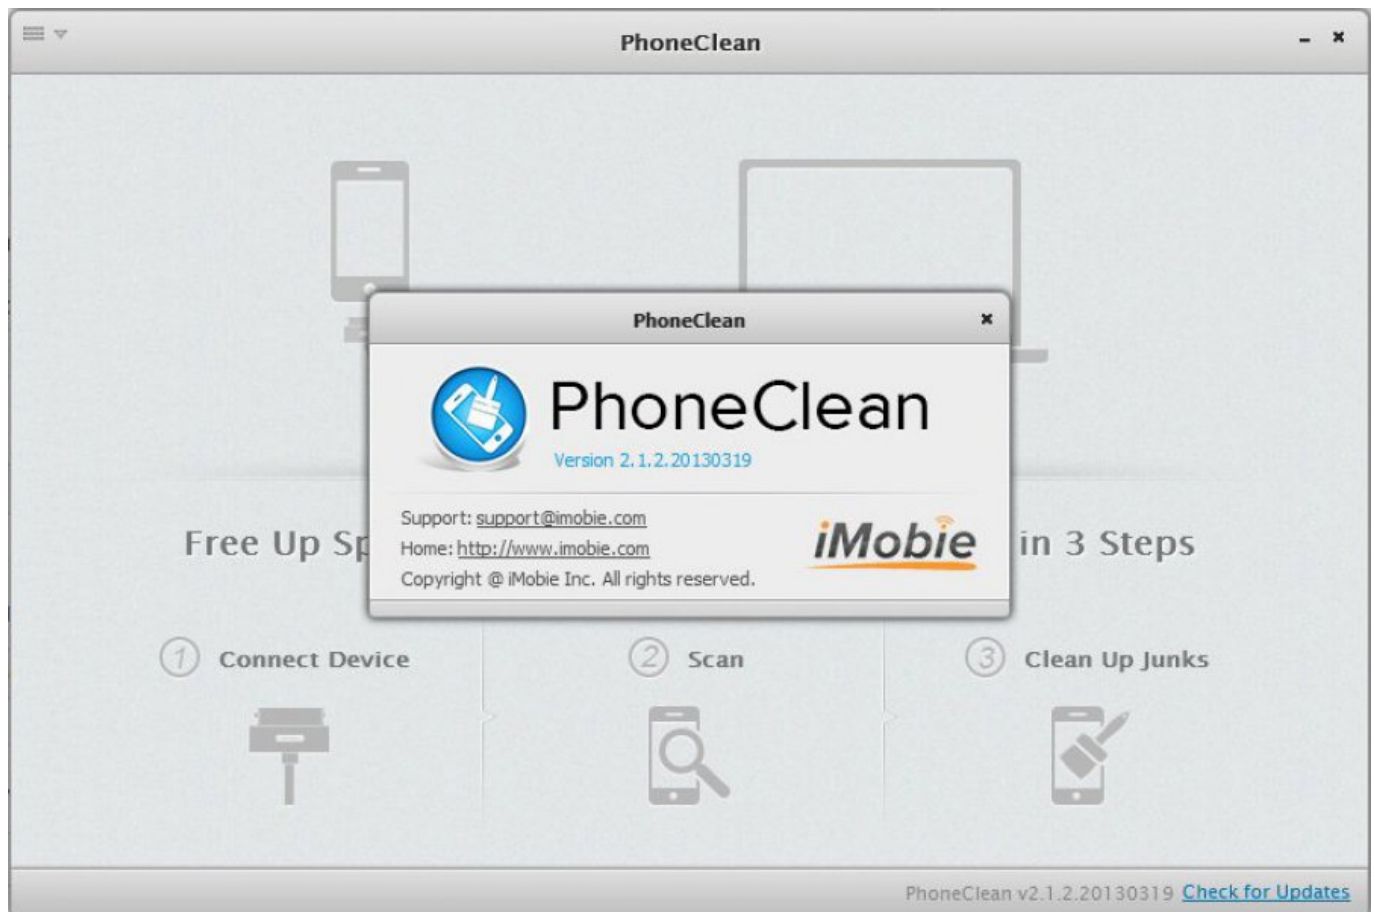 PhoneClean
PhoneClean
PhoneClean
Version 2.1.2.20130319
Support: support@imobie.com
Home: http://www.imobie.com
Copyright @ iMobie Inc. All rights reserved.
iMobie
Free Up Sp in 3 Steps
1 Connect Device
2 Scan
3 Clean Up Junks
PhoneClean v2.1.2.20130319 Check for Updates